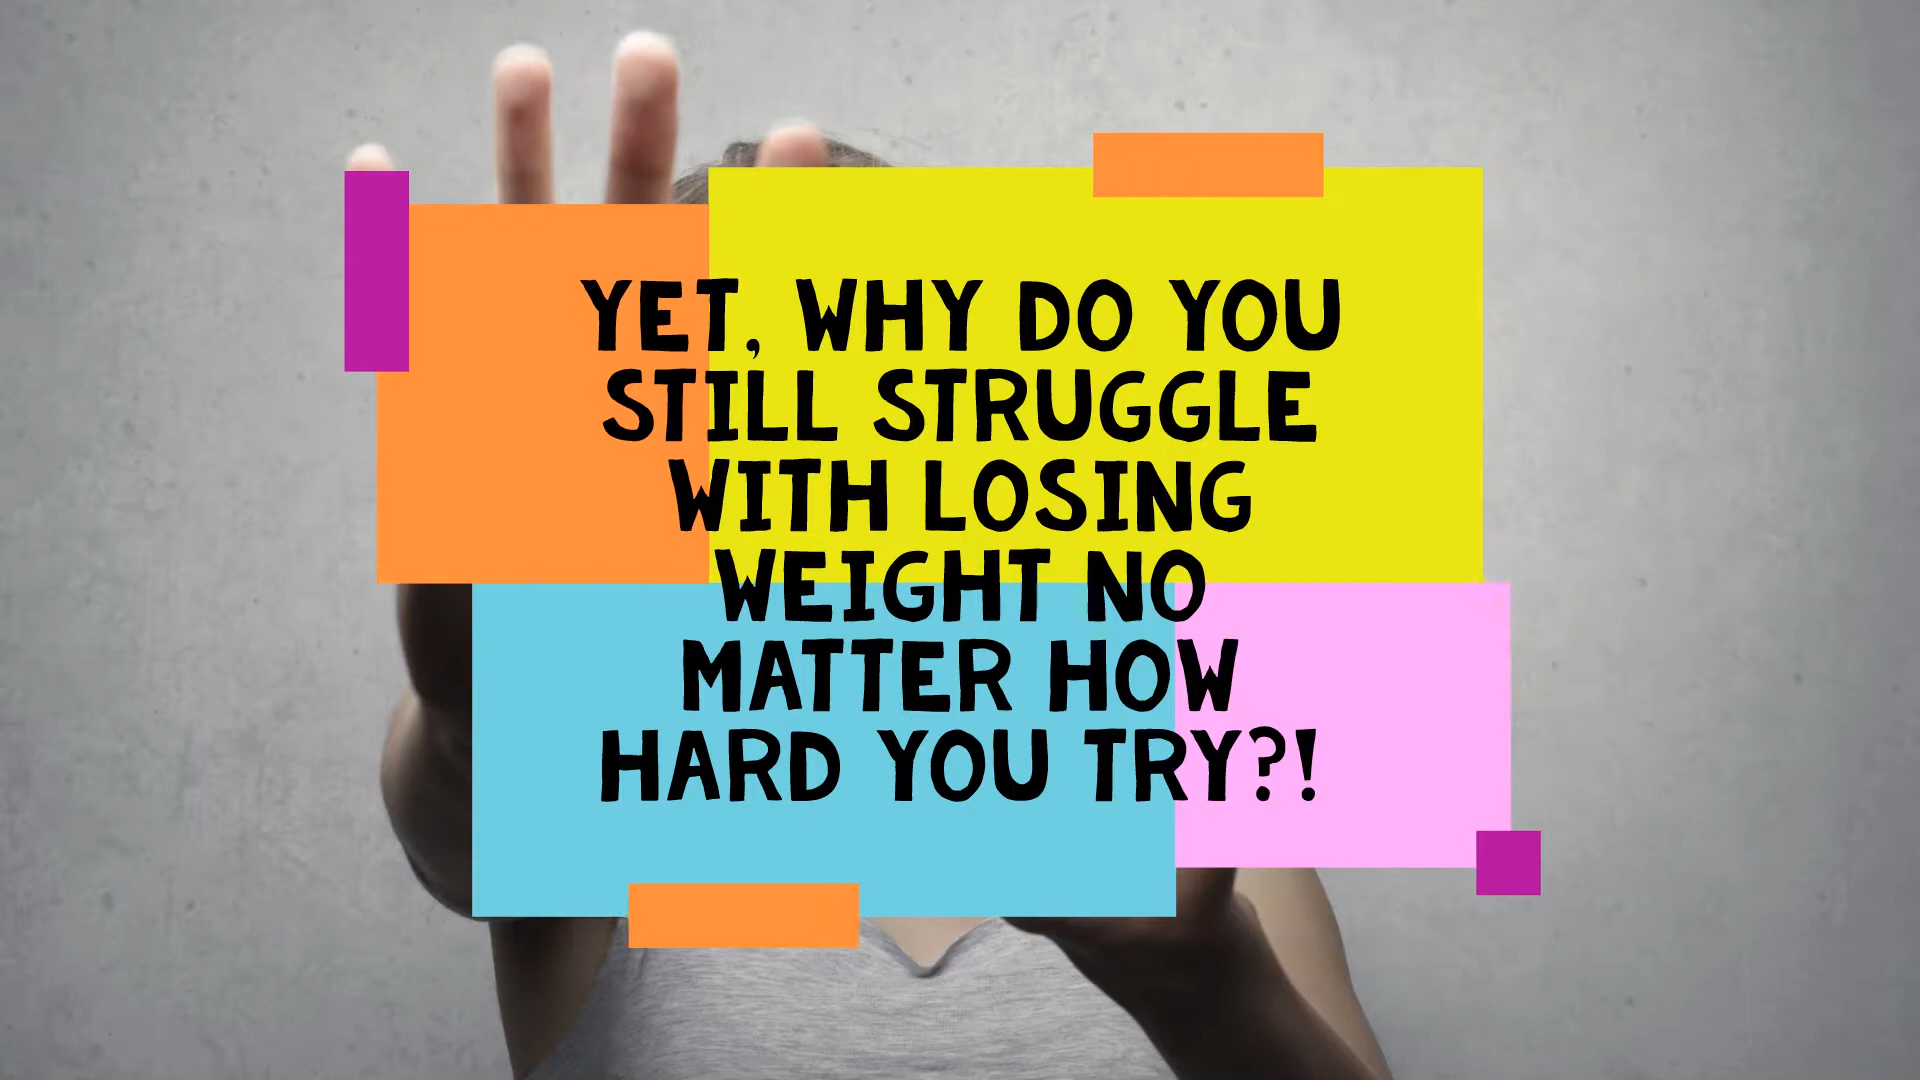 YET, WHY DO YOU
STILL STRUGGLE
WITH LOSING
WEIGHT NO
MATTER HOW
HARD YOU TRY?!